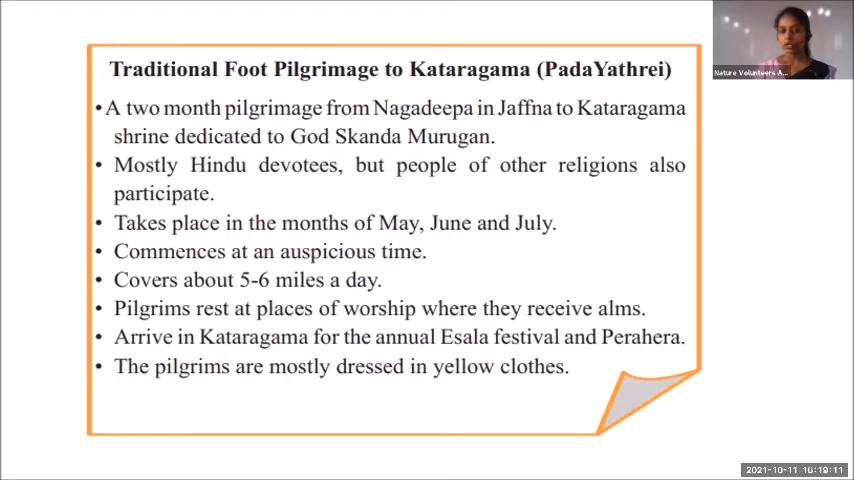 Traditional Foot Pilgrimage to Kataragama (PadaYathrei)
• A two month pilgrimage from Nagadeepa in Jaffna to Kataragama
shrine dedicated to God Skanda Murugan.
• Mostly Hindu devotees, but people of other religions also
participate.
• Takes place in the months of May, June and July.
• Commences at an auspicious time.
• Covers about 5-6 miles a day.
• Pilgrims rest at places of worship where they receive alms.
• Arrive in Kataragama for the annual Esala festival and Perahera.
• The pilgrims are mostly dressed in yellow clothes.
Nature Volunteers A...
2021-10-11 16:19:11